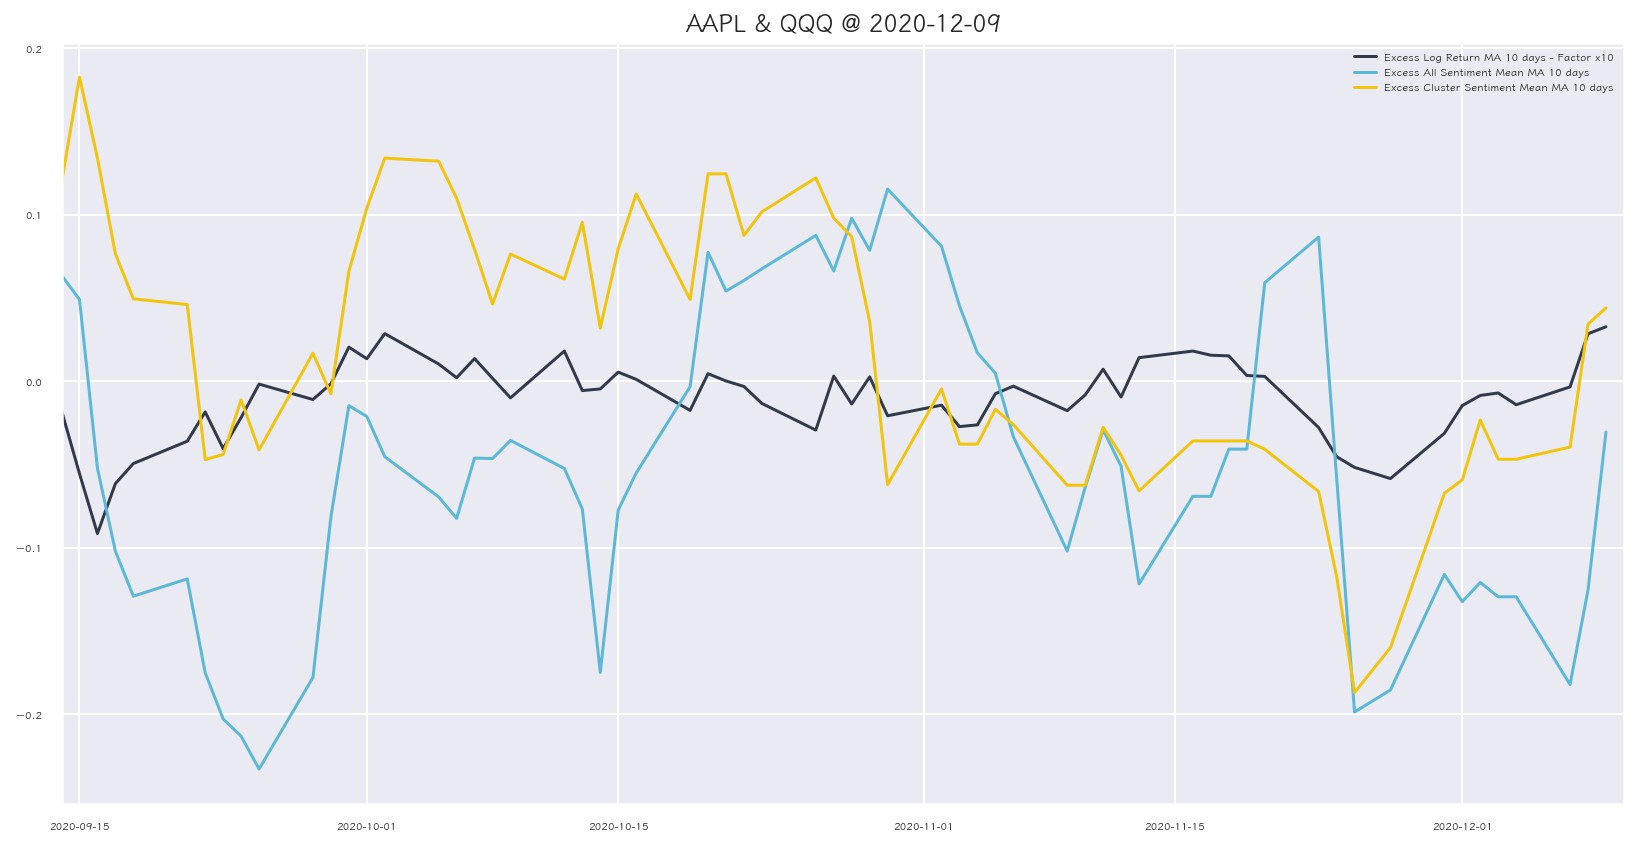 AAPL & QQQ @ 2020-12-09
Excess Log Return MA 10 days - Factor x10
Excess All Sentiment Mean MA 10 days
Excess Cluster Sentiment Mean MA 10 days
0.2
0.1
0.0
−0.1
−0.2
2020-09-15 2020-10-01 2020-10-15 2020-11-01 2020-11-15 2020-12-01